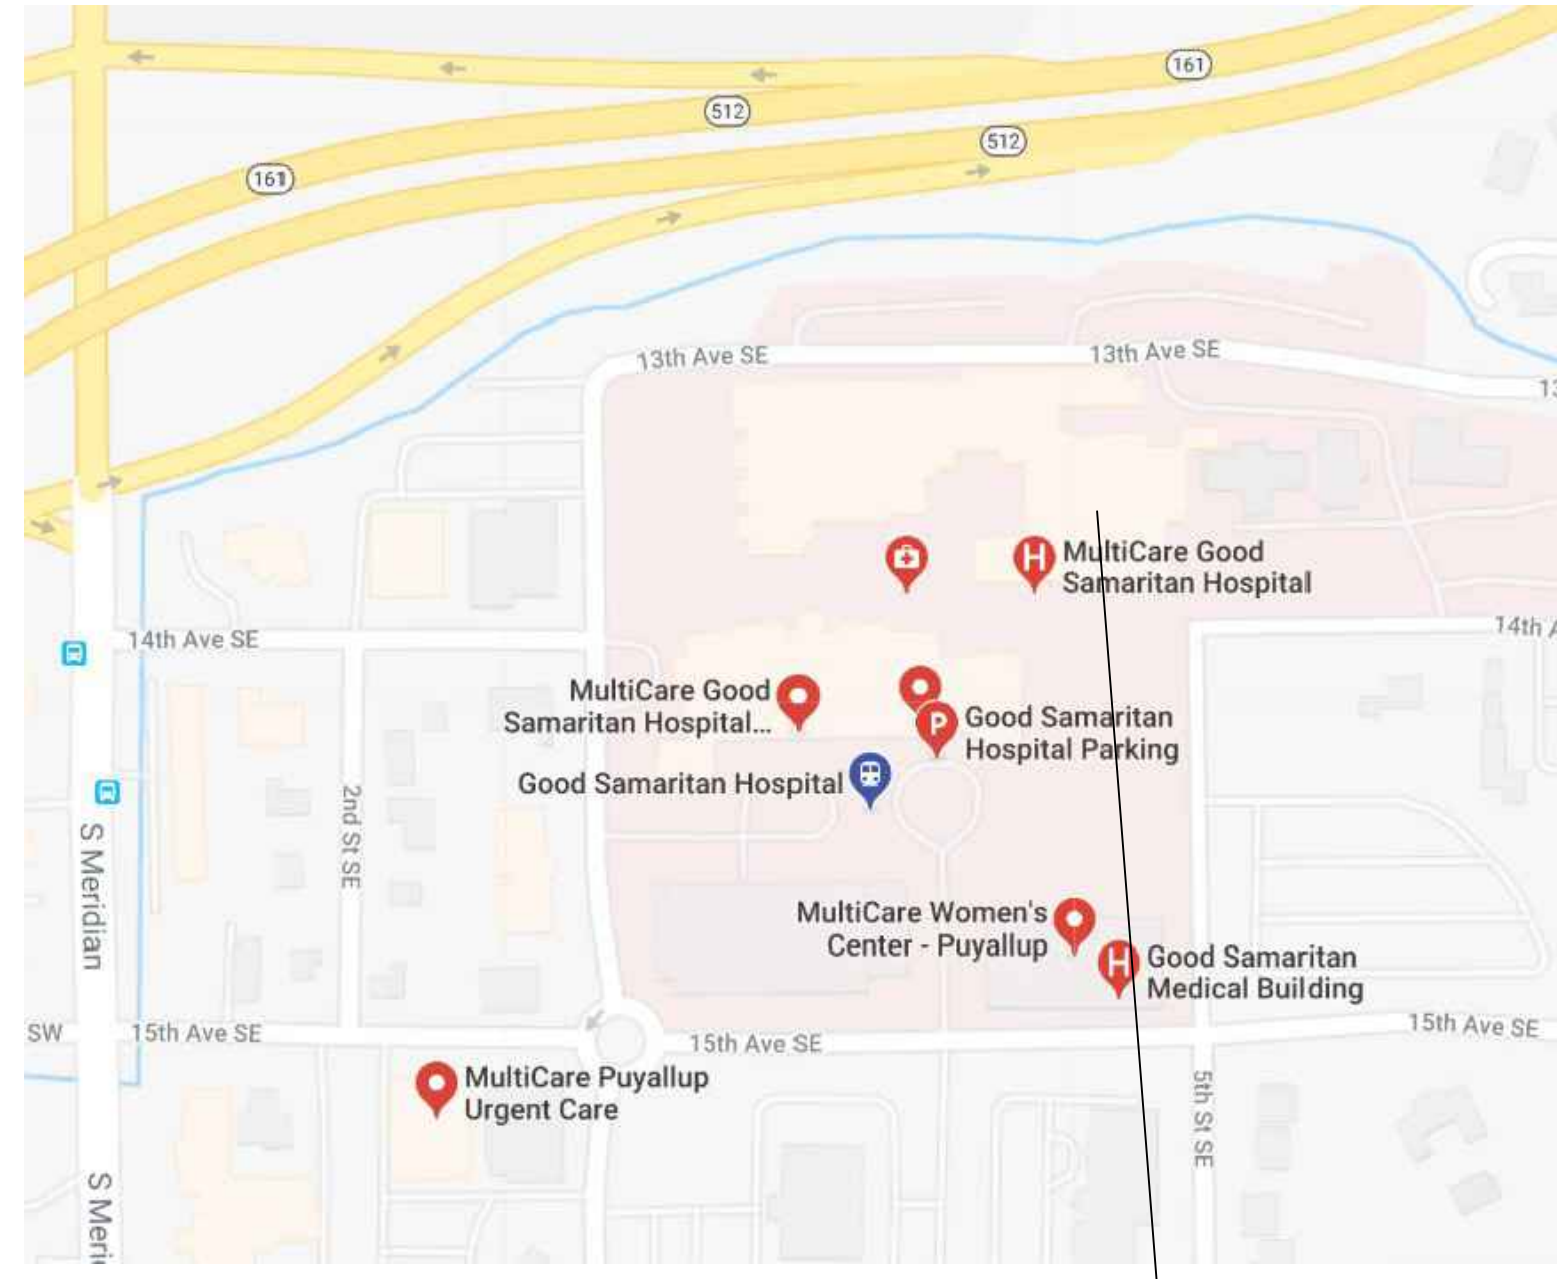 161
512
512
161
13th Ave SE
13th Ave SE
MultiCare Good
Samaritan Hospital
14th Ave SE
14th A
MultiCare Good
Samaritan Hospital...
P
Good Samaritan
Hospital Parking
Good Samaritan Hospital
2nd St SE
S Meridian
MultiCare Women's
Center - Puyallup
H
Good Samaritan
Medical Building
SW
15th Ave SE
15th Ave SE
15th Ave SE
MultiCare Puyallup
Urgent Care
5th St SE
S Meri
H
13